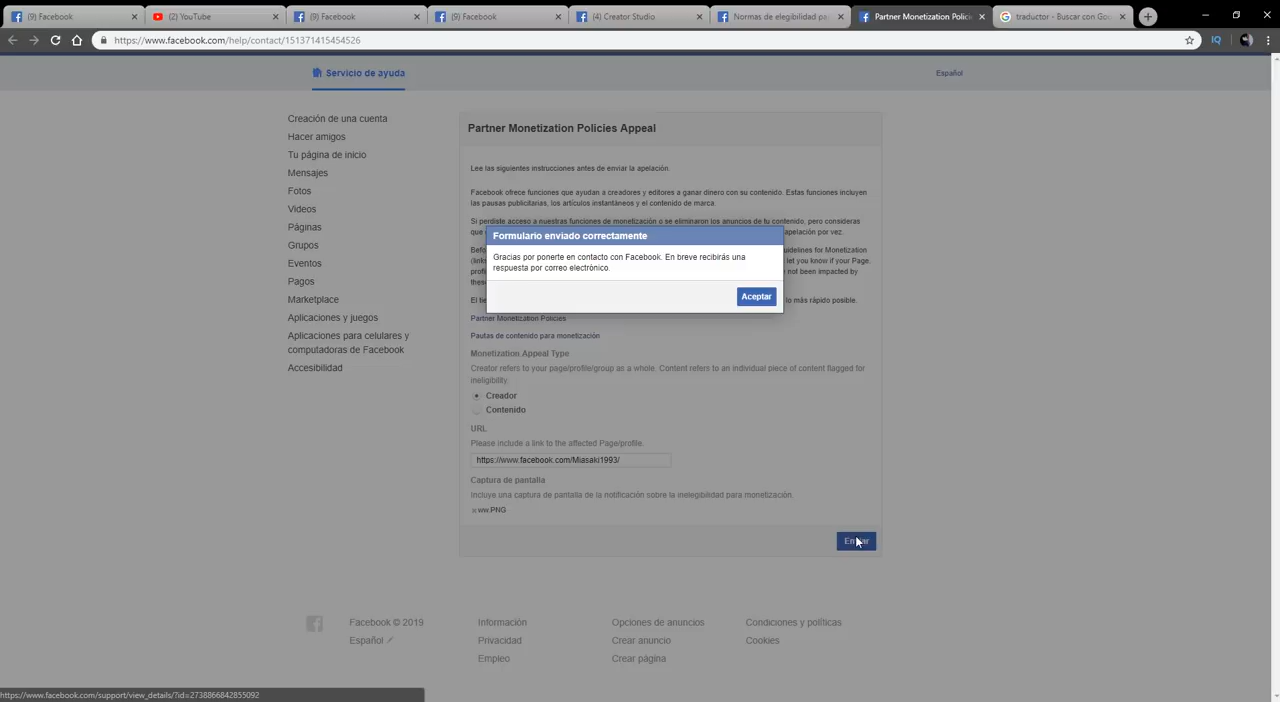 (9) Facebook
(2) YouTube
(9) Facebook
(9) Facebook
(4) Creator Studio
Normas de elegibilidad pa
Partner Monetization Polici
traductor - Buscar con Goo
https://www.facebook.com/help/contact/151371415454526
IQ
Servicio de ayuda
Español
Creación de una cuenta
Hacer amigos
Tu página de inicio
Mensajes
Fotos
Videos
Páginas
Grupos
Eventos
Pagos
Marketplace
Aplicaciones y juegos
Aplicaciones para celulares y
computadoras de Facebook
Accesibilidad
Partner Monetization Policies Appeal
Lee las siguientes instrucciones antes de enviar la apelación.
Facebook ofrece funciones que ayudan a creadores y editores a ganar dinero con su contenido. Estas funciones incluyen
las pausas publicitarias, los artículos instantáneos y el contenido de marca.
Si perdiste acceso a nuestras funciones de monetización o se eliminaron los anuncios de tu contenido, pero consideras
que apelación por vez.
Befo uidelines for Monetization
(links let you know if your Page,
profi not been impacted by
these
El tie lo más rápido posible.
Formulario enviado correctamente
Gracias por ponerte en contacto con Facebook. En breve recibirás una
respuesta por correo electrónico.
Aceptar
Partner Monetization Policies
Pautas de contenido para monetización
Monetization Appeal Type
Creator refers to your page/profile/group as a whole. Content refers to an individual piece of content flagged for
ineligibility.
Creador
Contenido
URL
Please include a link to the affected Page/profile.
https://www.facebook.com/Miasaki1993/
Captura de pantalla
Incluye una captura de pantalla de la notificación sobre la inelegibilidad para monetización.
×ww.PNG
Enviar
Facebook © 2019
Español
Información
Privacidad
Empleo
Opciones de anuncios
Crear anuncio
Crear página
Condiciones y políticas
Cookies
https://www.facebook.com/support/view_details/?id=2738866842855092